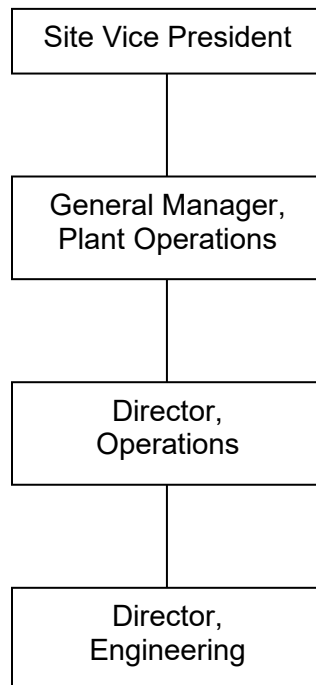 Site Vice President
General Manager,
Plant Operations
Director,
Operations
Director,
Engineering